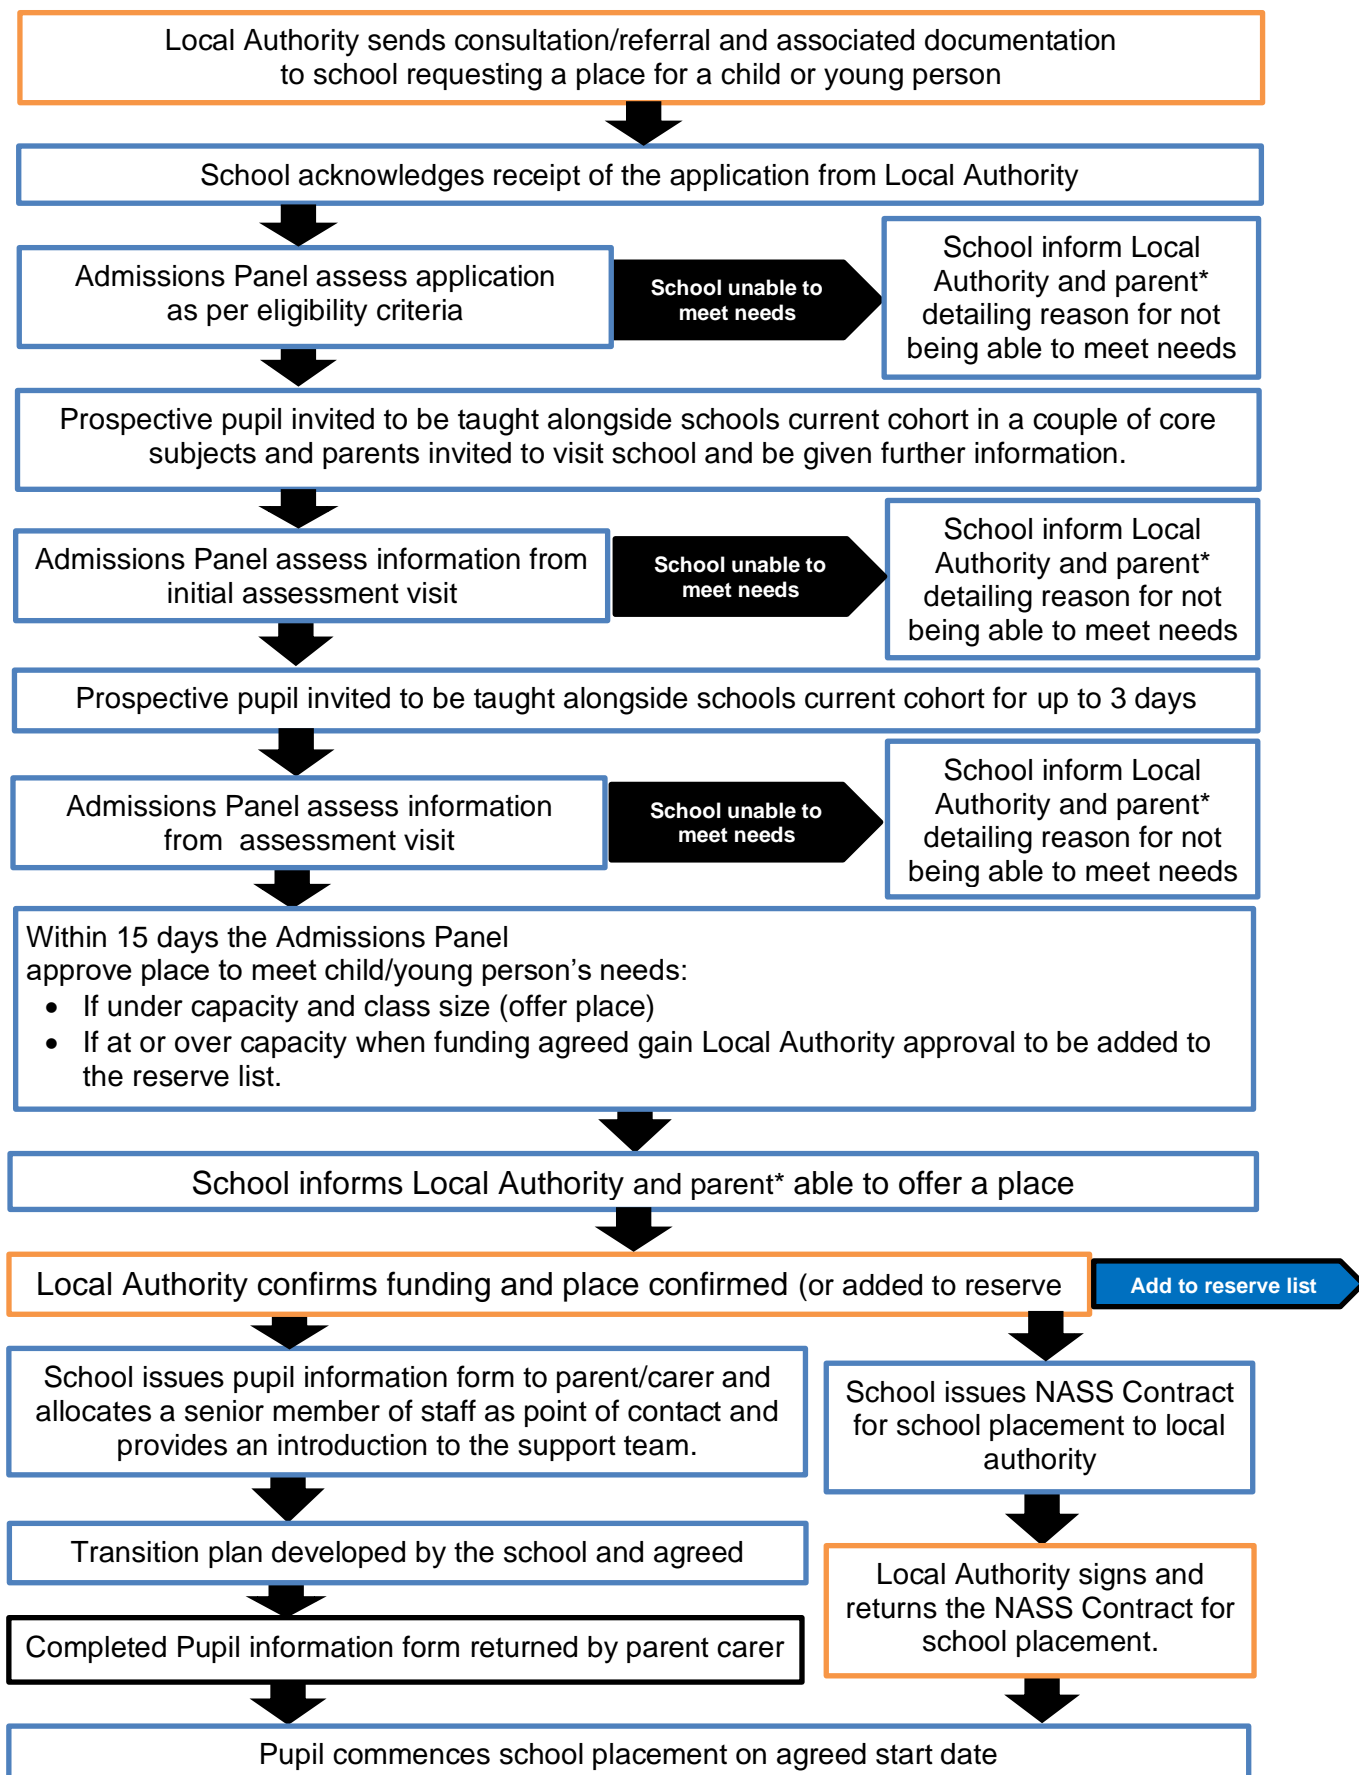 Local Authority sends consultation/referral and associated documentation
to school requesting a place for a child or young person
School acknowledges receipt of the application from Local Authority
Admissions Panel assess application
as per eligibility criteria
School unable to
meet needs
School inform Local
Authority and parent*
detailing reason for not
being able to meet needs
Prospective pupil invited to be taught alongside schools current cohort in a couple of core
subjects and parents invited to visit school and be given further information.
Admissions Panel assess information from
initial assessment visit
School unable to
meet needs
School inform Local
Authority and parent*
detailing reason for not
being able to meet needs
Prospective pupil invited to be taught alongside schools current cohort for up to 3 days
Admissions Panel assess information
from  assessment visit
School unable to
meet needs
School inform Local
Authority and parent*
detailing reason for not
being able to meet needs
Within 15 days the Admissions Panel
approve place to meet child/young person’s needs:
• If under capacity and class size (offer place)
• If at or over capacity when funding agreed gain Local Authority approval to be added to
the reserve list.
School informs Local Authority and parent* able to offer a place
Local Authority confirms funding and place confirmed (or added to reserve
Add to reserve list
School issues pupil information form to parent/carer and
allocates a senior member of staff as point of contact and
provides an introduction to the support team.
School issues NASS Contract
for school placement to local
authority
Transition plan developed by the school and agreed
Local Authority signs and
returns the NASS Contract for
school placement.
Completed Pupil information form returned by parent carer
Pupil commences school placement on agreed start date